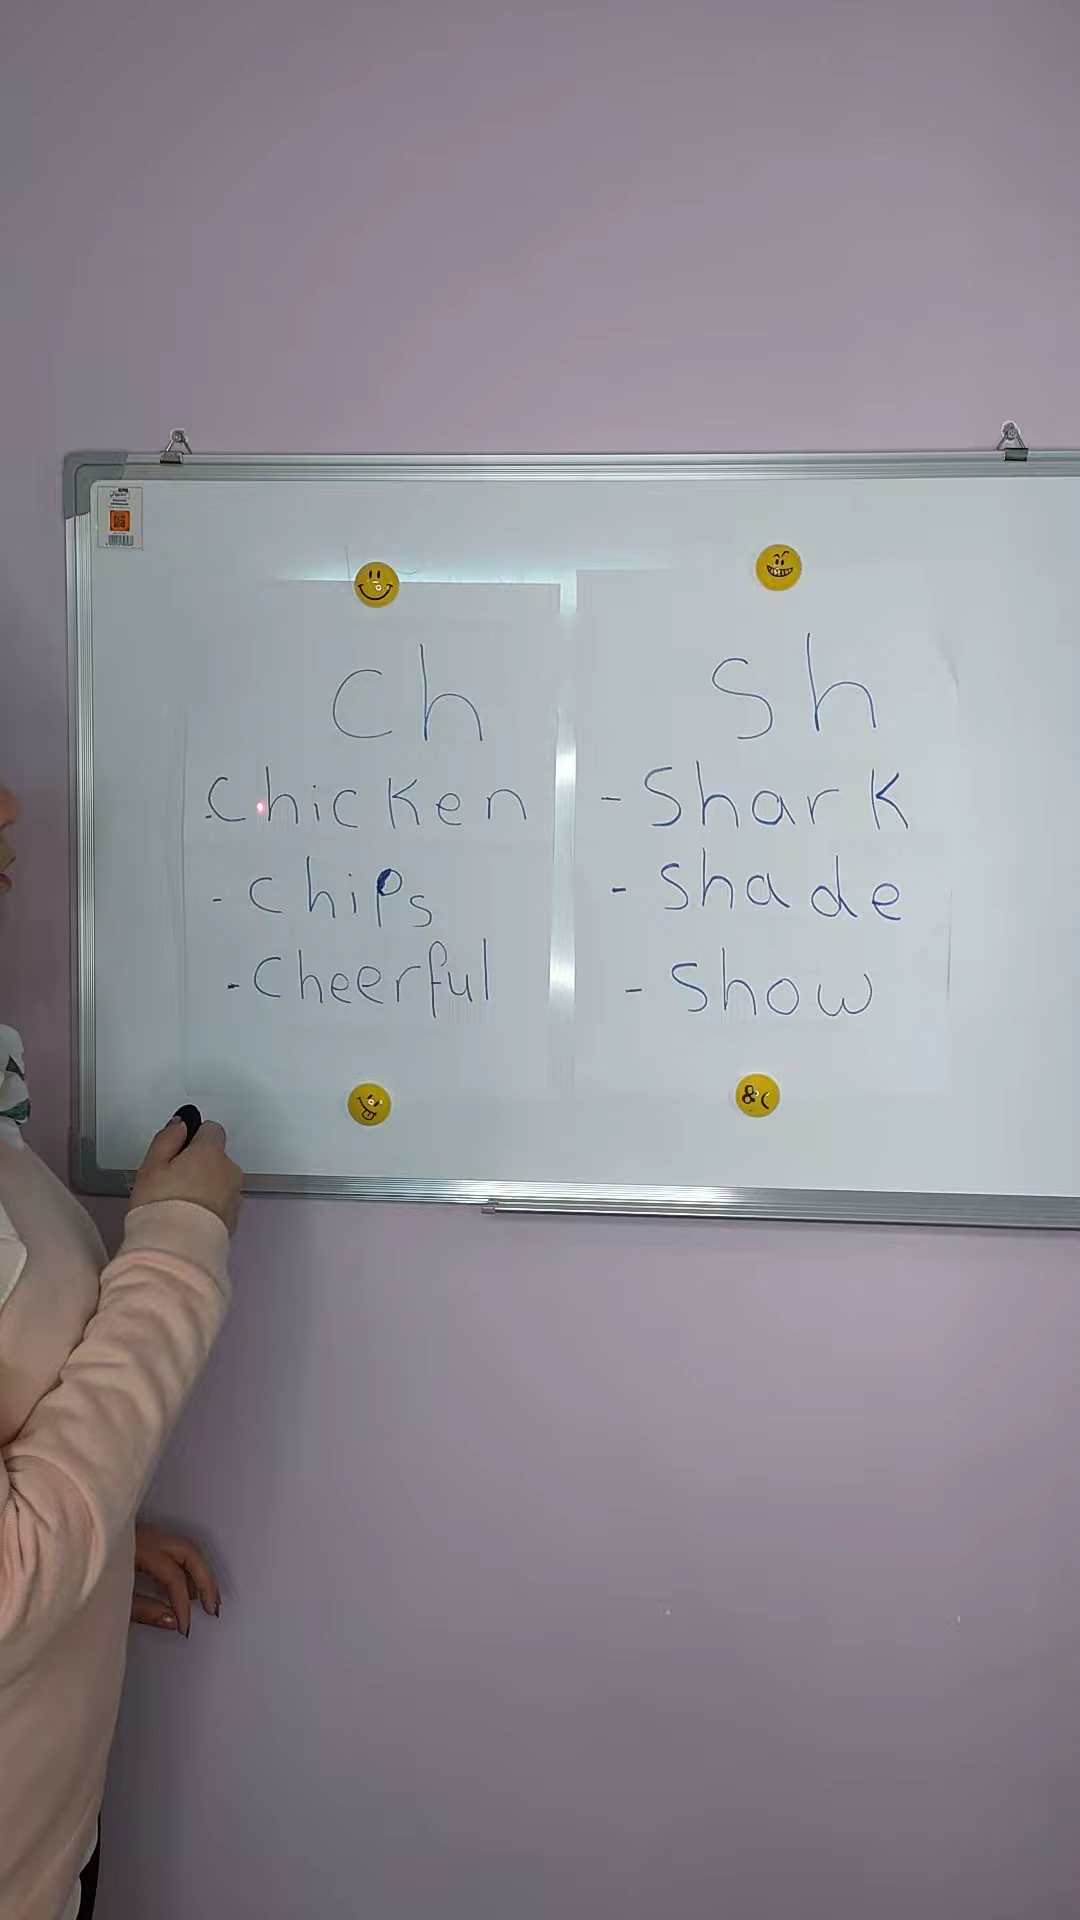 Ch
- Chicken
- Chips
- Cheerful
Sh
- Shark
- Shade
- Show